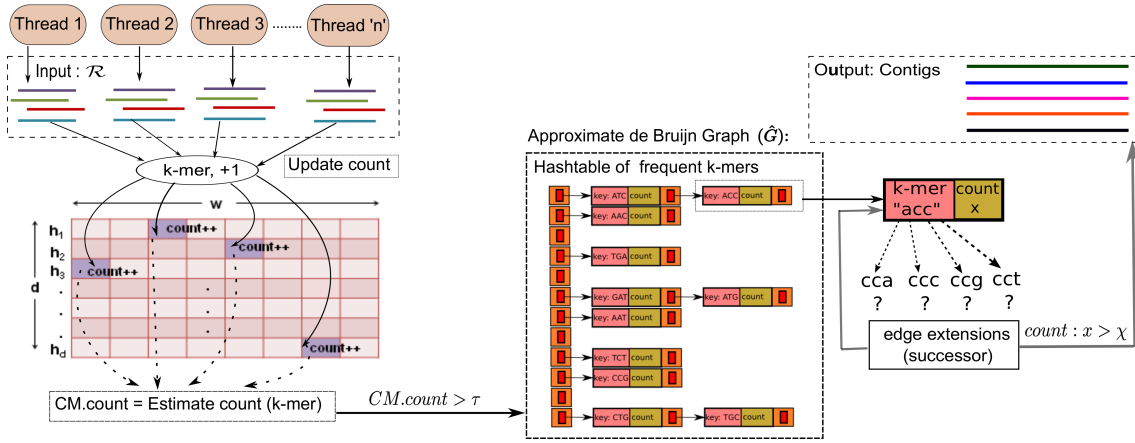 Thread 1
Thread 2
Thread 3
........
Thread 'n'
Input : ℛ
k-mer, +1
Update count
w
h1
count++
h2
count++
h3
count++
d
.
.
.
.
.
.
hd
count++
CM.count = Estimate count (k-mer)
CM.count > τ
Approximate de Bruijn Graph (Ĝ):
Hashtable of frequent k-mers
key: ATC count
key: ACC count
key: AAC count
key: TGA count
key: GAT count
key: ATG count
key: AAT count
key: TCT count
key: CCG count
key: CTG count
key: TGC count
Output: Contigs
k-mer "acc"
count x
cca ccc ccg cct
? ? ? ?
edge extensions
(successor)
count : x > χ